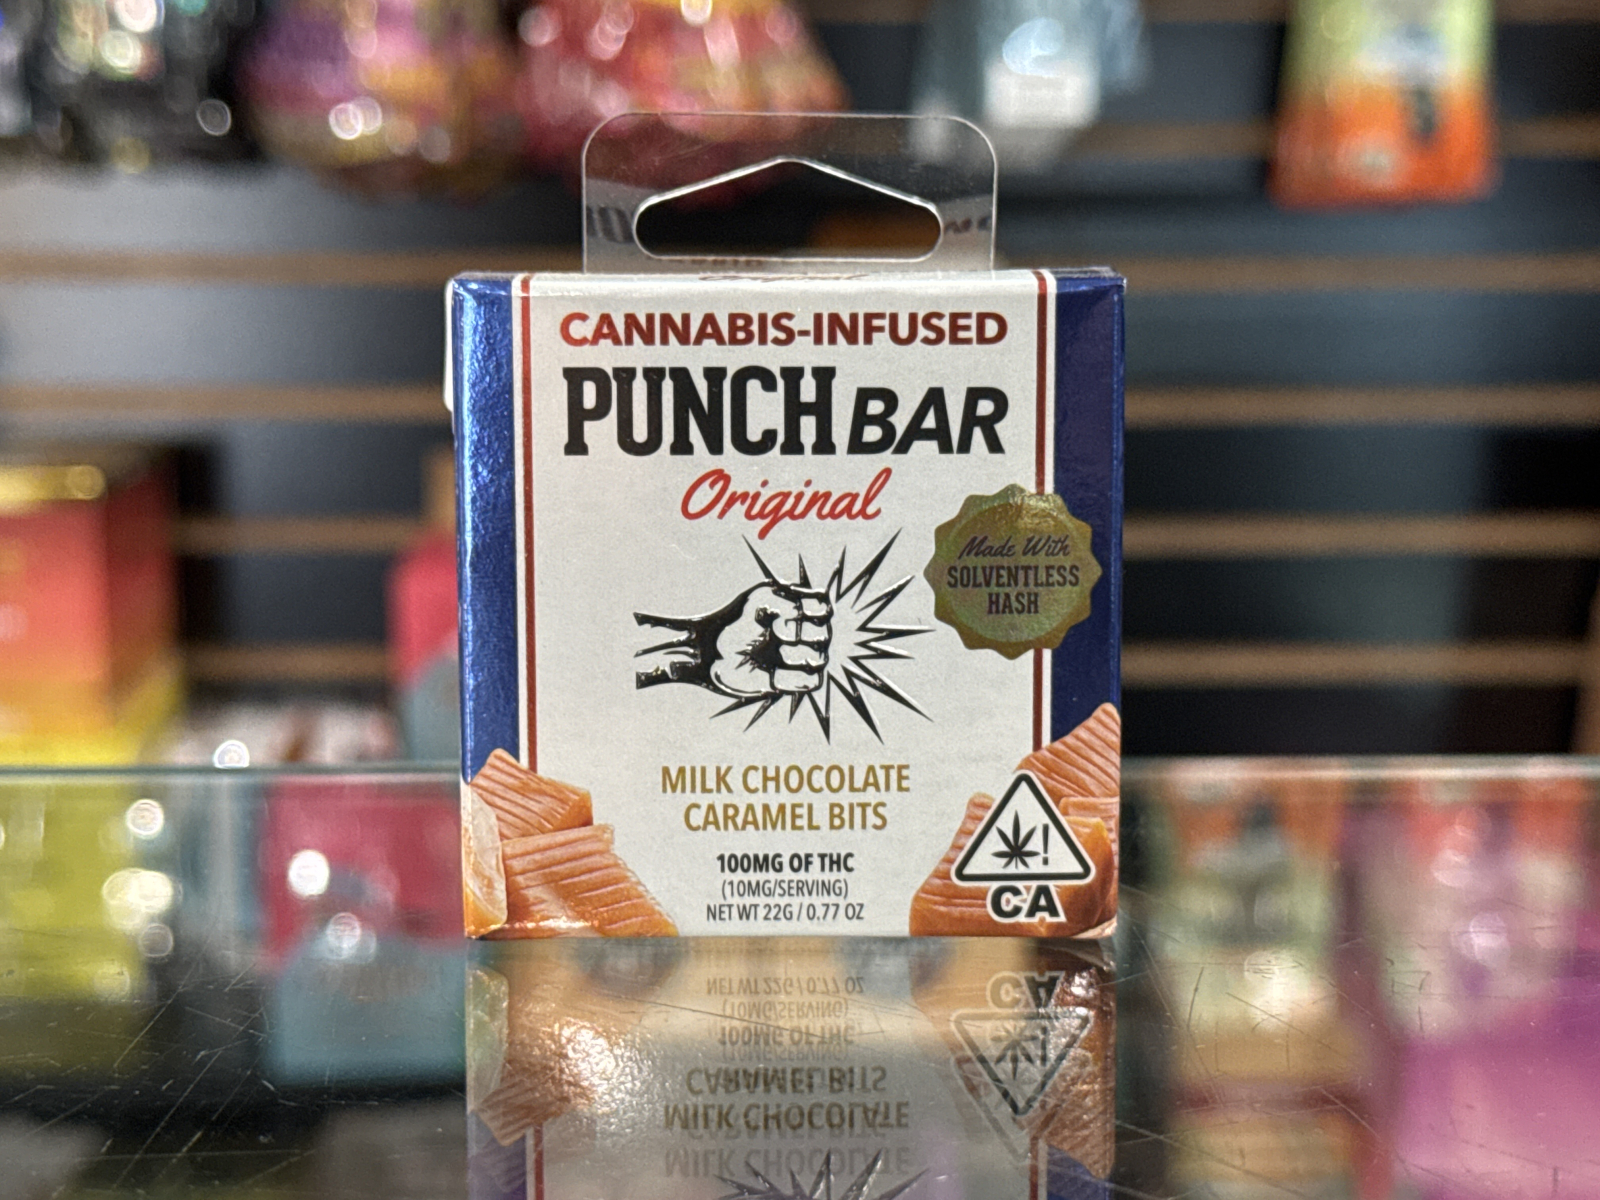 CANNABIS-INFUSED
PUNCH BAR
Original
Made With
SOLVENTLESS
HASH
MILK CHOCOLATE
CARAMEL BITS
100MG OF THC
(10MG/SERVING)
NET WT 22G / 0.77 OZ
!
CA